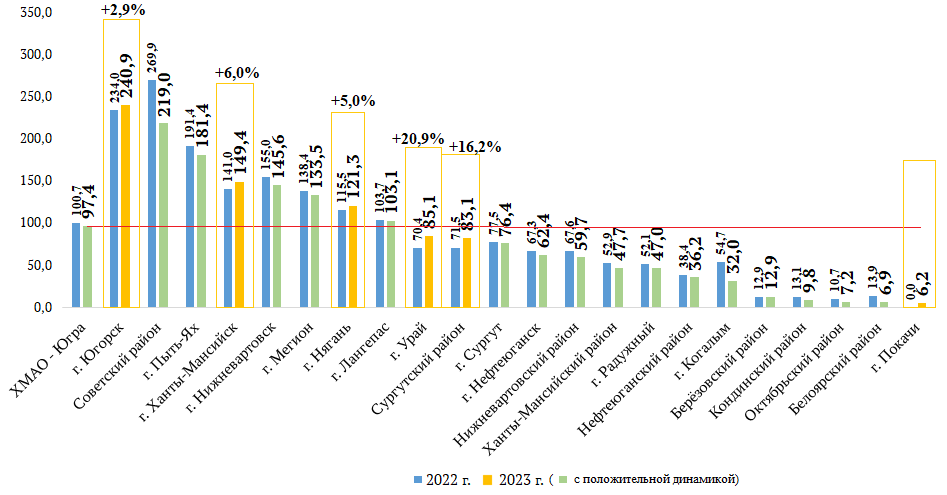 350,0
300,0
250,0
200,0
150,0
100,0
50,0
0,0
+2,9%
+6,0%
+5,0%
+20,9%
+16,2%
100,7
97,4
234,0
240,9
269,9
219,0
191,4
181,4
141,0
149,4
155,0
145,6
138,4
133,5
115,5
121,3
103,7
103,1
70,4
85,1
71,5
83,1
77,5
76,4
67,3
62,4
67,6
59,7
52,9
47,7
52,1
47,0
38,4
36,2
54,7
32,0
12,9
12,9
13,1
9,8
10,7
7,2
13,9
6,9
0,0
6,2
ХМАО - Югра
г. Югорск
Советский район
г. Пыть-Ях
г. Ханты-Мансийск
г. Нижневартовск
г. Мегион
г. Нягань
г. Лангепас
г. Урай
Сургутский район
г. Сургут
г. Нефтеюганск
Нижневартовский район
Ханты-Мансийский район
г. Радужный
Нефтеюганский район
г. Когалым
Берёзовский район
Кондинский район
Октябрьский район
Белоярский район
г. Покачи
2022 г. 2023 г. ( с положительной динамикой)